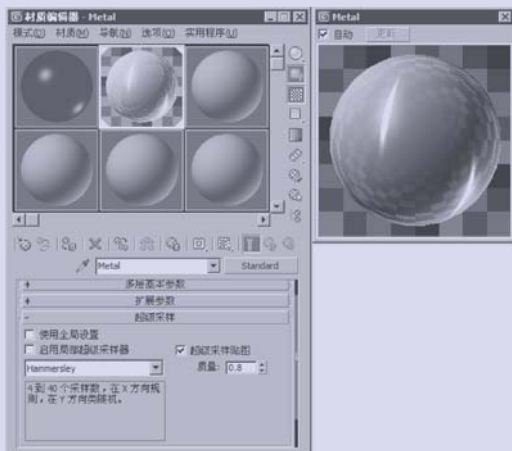 材质编辑器 - Metal
模式(D) 材质(M) 导航(N) 选项(O) 实用程序(U)
Metal
Standard
+ 多层基本参数
+ 扩展参数
- 超级采样
使用全局设置
启用局部超级采样器
超级采样贴图
Hammersley
质量: 0.8
4 到 40 个采样数，在 X 方向规
则，在 Y 方向类随机。
Metal
自动 更新